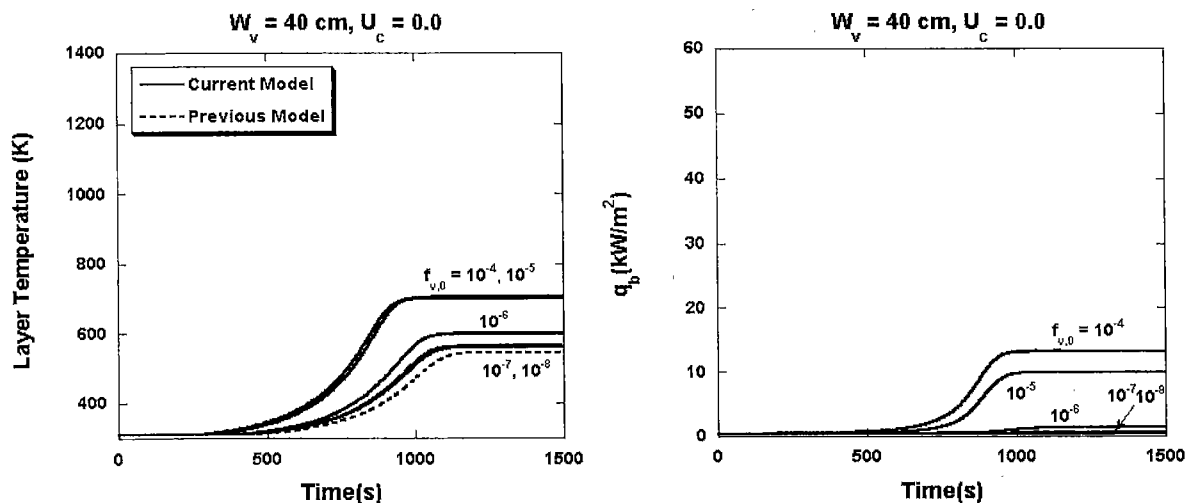 W_v = 40 cm, U_c = 0.0
1400
1200
1000
800
600
400
Layer Temperature (K)
Current Model
Previous Model
f_v,0 = 10^-4, 10^-5
10^-6
10^-7, 10^-8
0
500
1000
1500
Time(s)
W_v = 40 cm, U_c = 0.0
60
50
40
30
20
10
0
q_b(kW/m^2)
f_v,0 = 10^-4
10^-5
10^-6
10^-7 10^-8
0
500
1000
1500
Time(s)